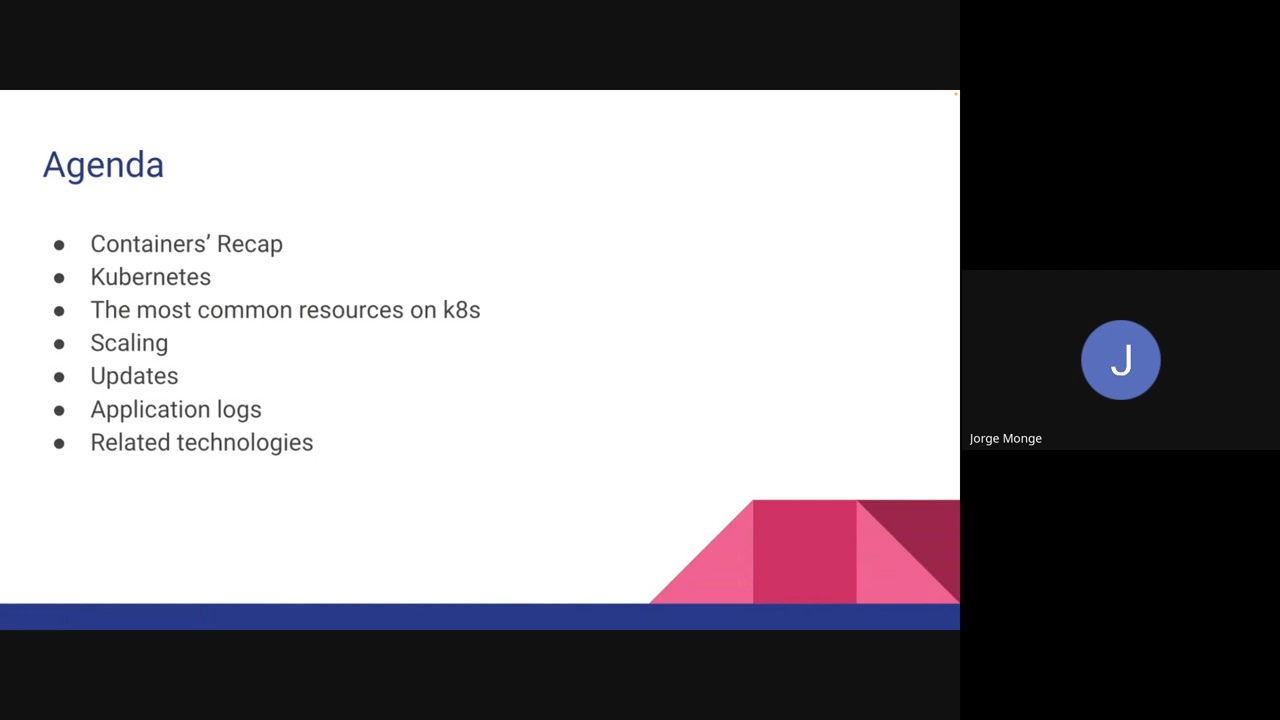 Agenda
● Containers’ Recap
● Kubernetes
● The most common resources on k8s
● Scaling
● Updates
● Application logs
● Related technologies
J
Jorge Monge